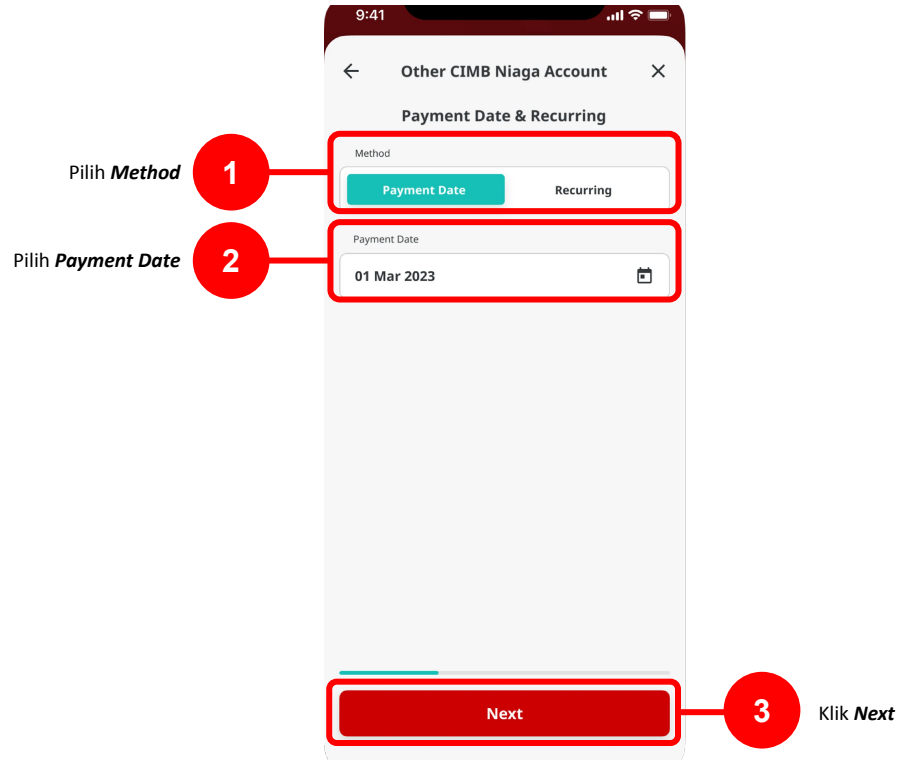 9:41
Other CIMB Niaga Account
Payment Date & Recurring
Method
Pilih Method
1
Payment Date
Recurring
Payment Date
Pilih Payment Date
2
01 Mar 2023
Next
3
Klik Next